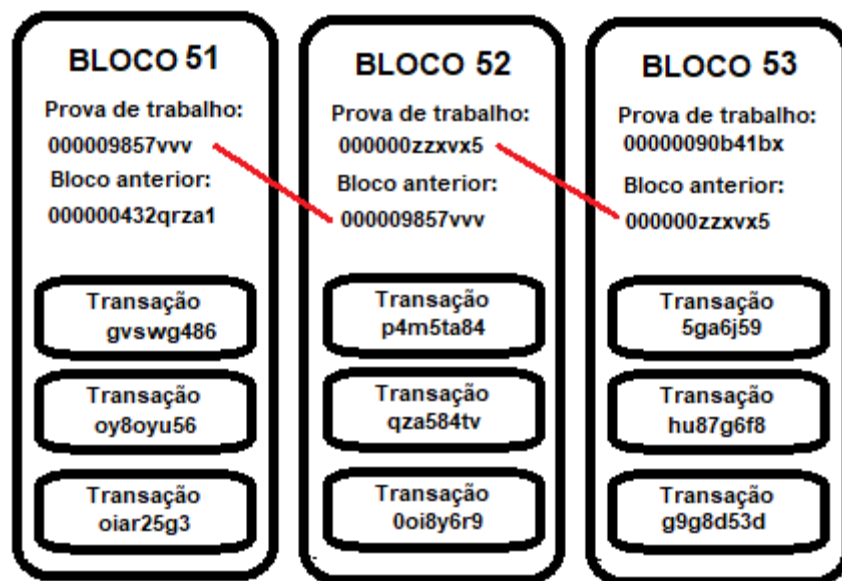 BLOCO 51
Prova de trabalho:
000009857vvv
Bloco anterior:
000000432qrza1
Transação
gvswg486
Transação
oy8oyu56
Transação
oiar25g3
BLOCO 52
Prova de trabalho:
000000zzxvx5
Bloco anterior:
000009857vvv
Transação
p4m5ta84
Transação
qza584tv
Transação
0oi8y6r9
BLOCO 53
Prova de trabalho:
00000090b41bx
Bloco anterior:
000000zzxvx5
Transação
5ga6j59
Transação
hu87g6f8
Transação
g9g8d53d